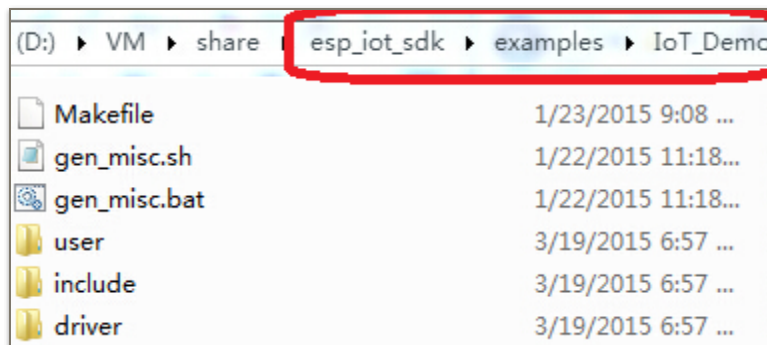 (D:) ▸ VM ▸ share ▸ esp_iot_sdk ▸ examples ▸ IoT_Demo
Makefile 1/23/2015 9:08 ...
gen_misc.sh 1/22/2015 11:18...
gen_misc.bat 1/22/2015 11:18...
user 3/19/2015 6:57 ...
include 3/19/2015 6:57 ...
driver 3/19/2015 6:57 ...